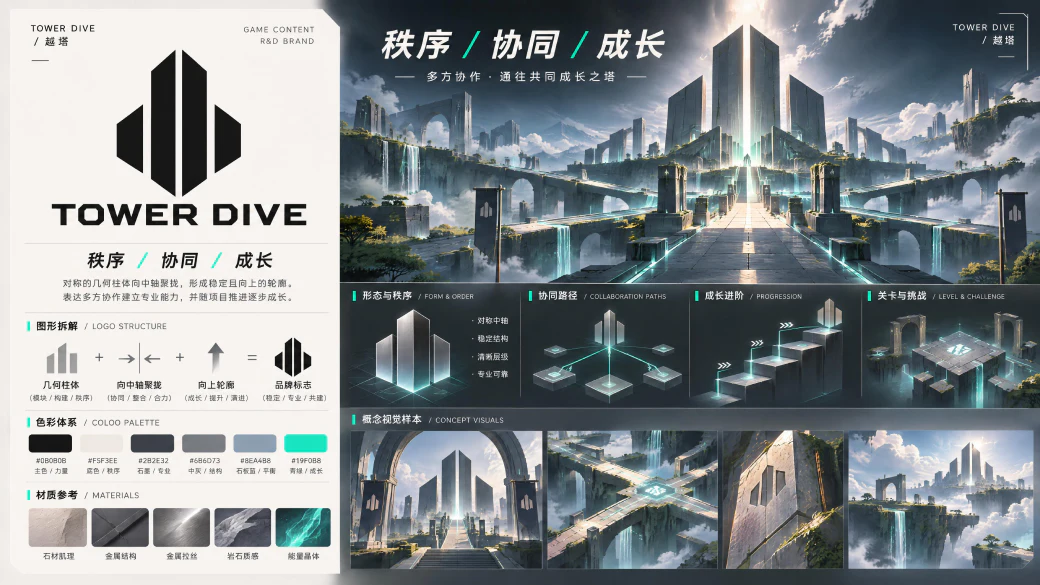 TOWER DIVE
/ 越塔
GAME CONTENT
R&D BRAND
TOWER DIVE
秩序 / 协同 / 成长
对称的几何柱体向中轴聚拢，形成稳定且向上的轮廓。
表达多方协作建立专业能力，并随项目推进逐步成长。
图形拆解 / LOGO STRUCTURE
+ + =
几何柱体 向中轴聚拢 向上轮廓 品牌标志
(模块 / 构建 / 秩序) (协同 / 整合 / 合力) (成长 / 提升 / 演进) (稳定 / 专业 / 共建)
色彩体系 / COLOO PALETTE
#0B0B0B #F5F3EE #2B2E32 #6B6D73 #8EA4B8 #19F0B8
主色 / 力量 底色 / 秩序 石墨 / 专业 中灰 / 结构 石板蓝 / 平衡 青绿 / 成长
材质参考 / MATERIALS
石材肌理 金属结构 金属拉丝 岩石质感 能量晶体
秩序 / 协同 / 成长
多方协作 · 通往共同成长之塔
TOWER DIVE
/ 越塔
形态与秩序 / FORM & ORDER
· 对称中轴
· 稳定结构
· 清晰层级
· 专业可靠
协同路径 / COLLABORATION PATHS
成长进阶 / PROGRESSION
关卡与挑战 / LEVEL & CHALLENGE
概念视觉样本 / CONCEPT VISUALS